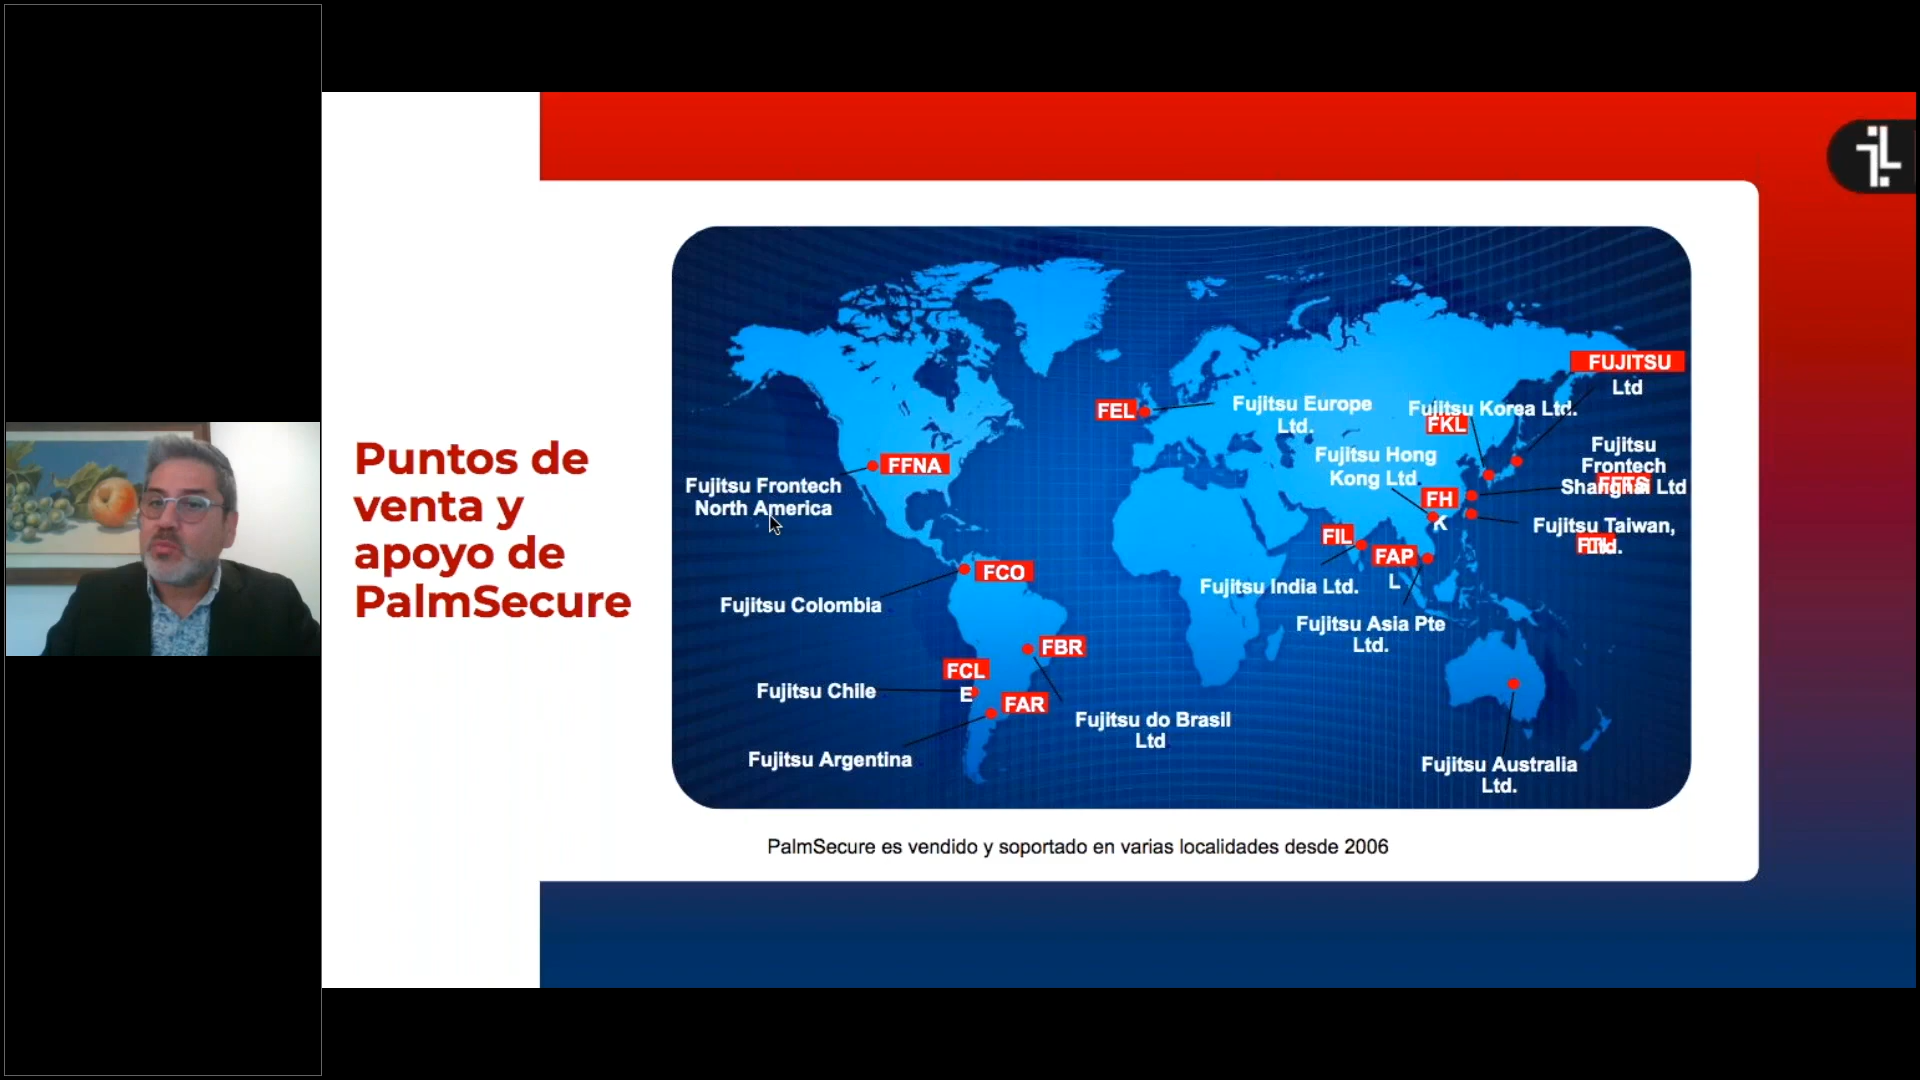 Puntos de
venta y
apoyo de
PalmSecure
FUJITSU
Ltd
FEL
Fujitsu Europe
Ltd.
Fujitsu Korea Ltd.
FKL
Fujitsu Hong
Kong Ltd.
Fujitsu
Frontech
Shanghai Ltd
FFNA
Fujitsu Frontech
North America
FH
K
Fujitsu Taiwan,
Ltd.
FIL
FAP
L
Fujitsu India Ltd.
FCO
Fujitsu Colombia
Fujitsu Asia Pte
Ltd.
FBR
FCL
E
Fujitsu Chile
FAR
Fujitsu do Brasil
Ltd
Fujitsu Argentina
Fujitsu Australia
Ltd.
PalmSecure es vendido y soportado en varias localidades desde 2006